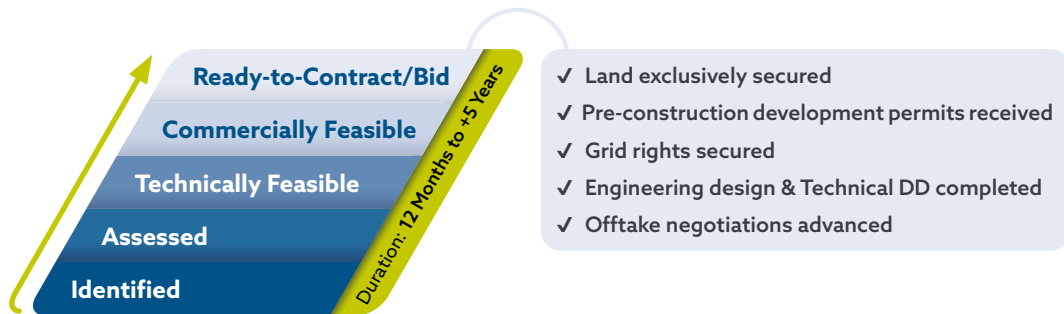 Ready-to-Contract/Bid
Commercially Feasible
Technically Feasible
Assessed
Identified
Duration: 12 Months to +5 Years
✓ Land exclusively secured
✓ Pre-construction development permits received
✓ Grid rights secured
✓ Engineering design & Technical DD completed
✓ Offtake negotiations advanced